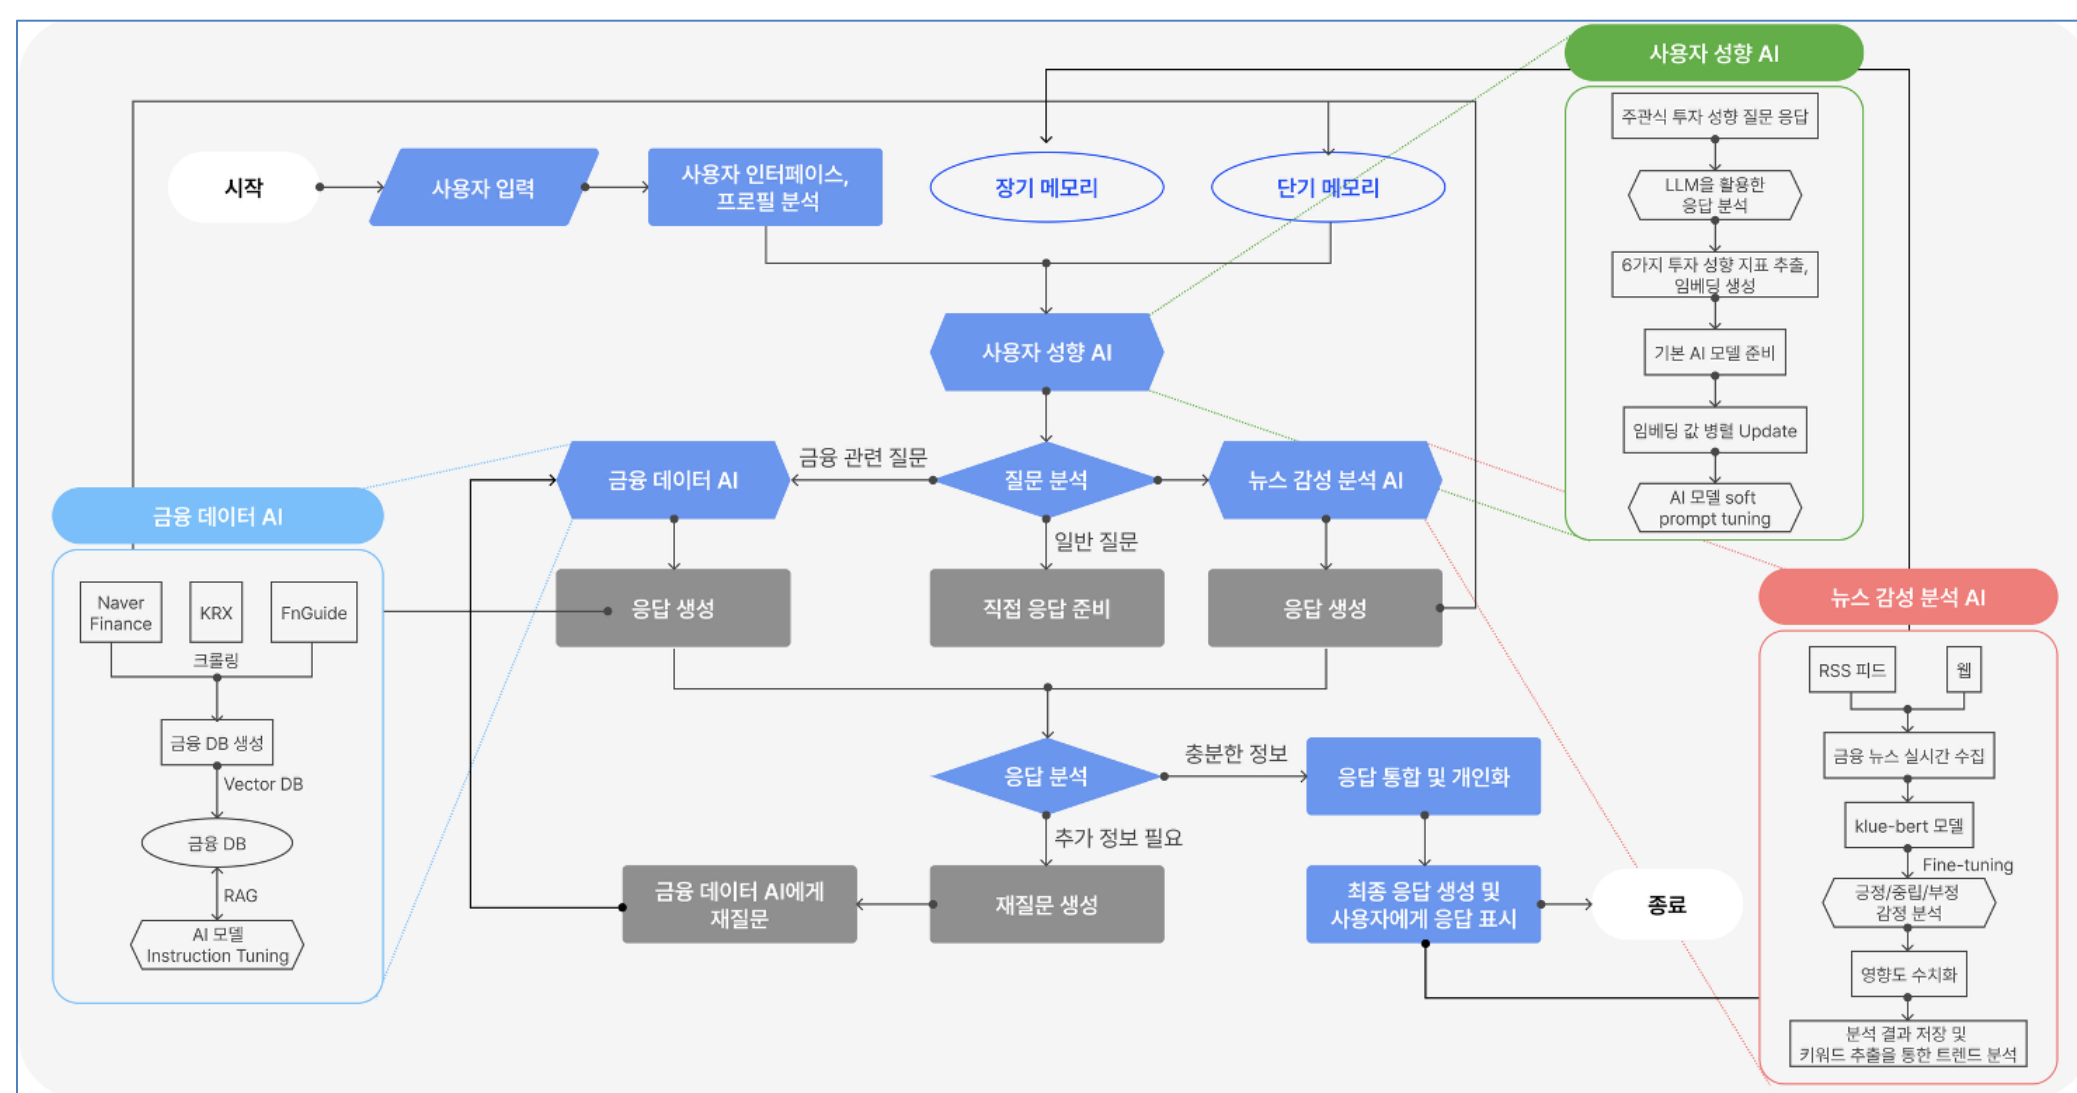 사용자 성향 AI
주관식 투자 성향 질문 응답
LLM을 활용한
응답 분석
6가지 투자 성향 지표 추출,
임베딩 생성
기본 AI 모델 준비
임베딩 값 병렬 Update
AI 모델 soft
prompt tuning
시작
사용자 입력
사용자 인터페이스,
프로필 분석
장기 메모리
단기 메모리
사용자 성향 AI
금융 데이터 AI
금융 관련 질문
질문 분석
뉴스 감성 분석 AI
일반 질문
응답 생성
직접 응답 준비
응답 생성
응답 분석
충분한 정보
응답 통합 및 개인화
추가 정보 필요
금융 데이터 AI에게
재질문
재질문 생성
최종 응답 생성 및
사용자에게 응답 표시
종료
금융 데이터 AI
Naver
Finance
KRX
FnGuide
크롤링
금융 DB 생성
Vector DB
금융 DB
RAG
AI 모델
Instruction Tuning
뉴스 감성 분석 AI
RSS 피드
웹
금융 뉴스 실시간 수집
klue-bert 모델
Fine-tuning
긍정/중립/부정
감정 분석
영향도 수치화
분석 결과 저장 및
키워드 추출을 통한 트렌드 분석